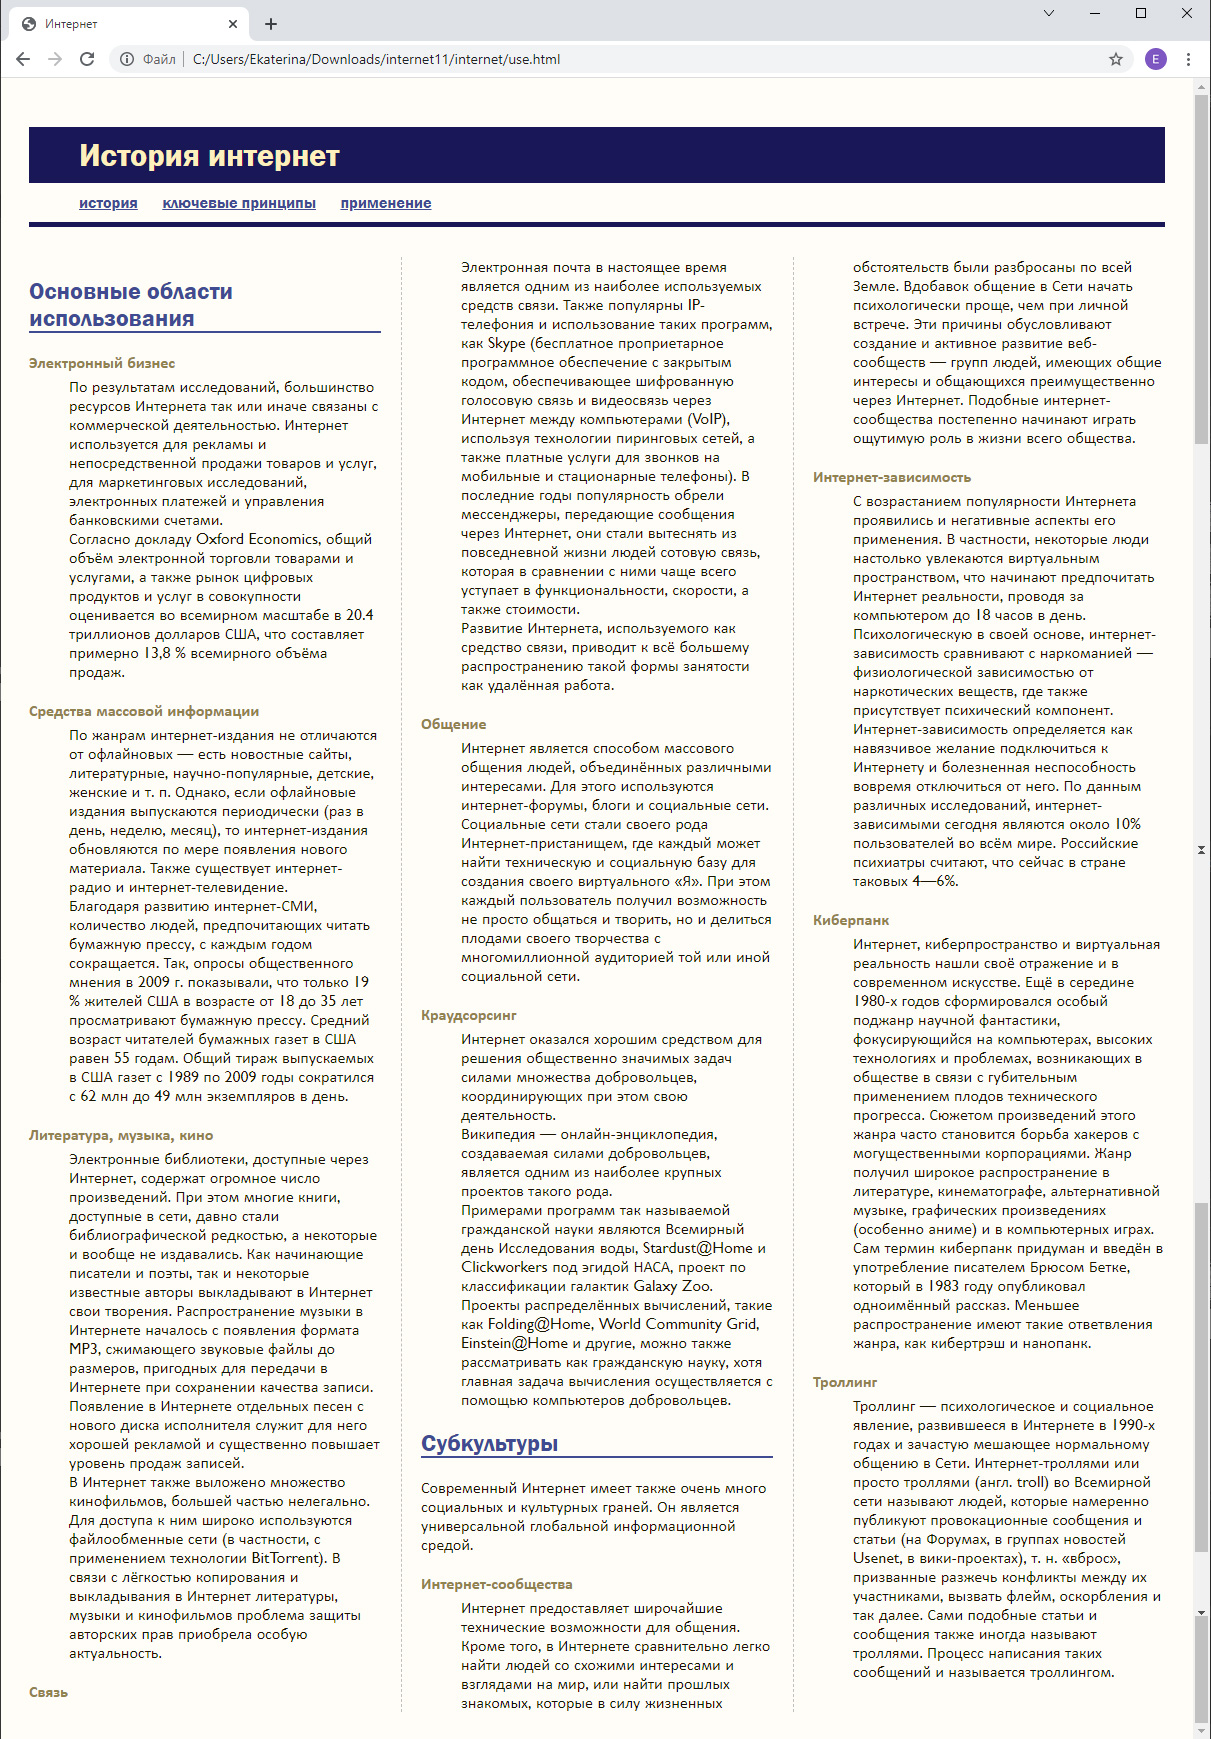 Интернет
Файл
C:/Users/Ekaterina/Downloads/internet11/internet/use.html
E
История интернет
история ключевые принципы применение
Основные области
использования
Электронный бизнес
По результатам исследований, большинство
ресурсов Интернета так или иначе связаны с
коммерческой деятельностью. Интернет
используется для рекламы и
непосредственной продажи товаров и услуг,
для маркетинговых исследований,
электронных платежей и управления
банковскими счетами.
Согласно докладу Oxford Economics, общий
объём электронной торговли товарами и
услугами, а также рынок цифровых
продуктов и услуг в совокупности
оценивается во всемирном масштабе в 20.4
триллионов долларов США, что составляет
примерно 13,8 % всемирного объёма
продаж.
Средства массовой информации
По жанрам интернет-издания не отличаются
от офлайновых — есть новостные сайты,
литературные, научно-популярные, детские,
женские и т. п. Однако, если офлайновые
издания выпускаются периодически (раз в
день, неделю, месяц), то интернет-издания
обновляются по мере появления нового
материала. Также существует интернет-
радио и интернет-телевидение.
Благодаря развитию интернет-СМИ,
количество людей, предпочитающих читать
бумажную прессу, с каждым годом
сокращается. Так, опросы общественного
мнения в 2009 г. показывали, что только 19
% жителей США в возрасте от 18 до 35 лет
просматривают бумажную прессу. Средний
возраст читателей бумажных газет в США
равен 55 годам. Общий тираж выпускаемых
в США газет с 1989 по 2009 годы сократился
с 62 млн до 49 млн экземпляров в день.
Литература, музыка, кино
Электронные библиотеки, доступные через
Интернет, содержат огромное число
произведений. При этом многие книги,
доступные в сети, давно стали
библиографической редкостью, а некоторые
и вообще не издавались. Как начинающие
писатели и поэты, так и некоторые
известные авторы выкладывают в Интернет
свои творения. Распространение музыки в
Интернете началось с появления формата
MP3, сжимающего звуковые файлы до
размеров, пригодных для передачи в
Интернете при сохранении качества записи.
Появление в Интернете отдельных песен с
нового диска исполнителя служит для него
хорошей рекламой и существенно повышает
уровень продаж записей.
В Интернет также выложено множество
кинофильмов, большей частью нелегально.
Для доступа к ним широко используются
файлообменные сети (в частности, с
применением технологии BitTorrent). В
связи с лёгкостью копирования и
выкладывания в Интернет литературы,
музыки и кинофильмов проблема защиты
авторских прав приобрела особую
актуальность.
Связь
Электронная почта в настоящее время
является одним из наиболее используемых
средств связи. Также популярны IP-
телефония и использование таких программ,
как Skype (бесплатное проприетарное
программное обеспечение с закрытым
кодом, обеспечивающее шифрованную
голосовую связь и видеосвязь через
Интернет между компьютерами (VoIP),
используя технологии пиринговых сетей, а
также платные услуги для звонков на
мобильные и стационарные телефоны). В
последние годы популярность обрели
мессенджеры, передающие сообщения
через Интернет, они стали вытеснять из
повседневной жизни людей сотовую связь,
которая в сравнении с ними чаще всего
уступает в функциональности, скорости, а
также стоимости.
Развитие Интернета, используемого как
средство связи, приводит к всё большему
распространению такой формы занятости
как удалённая работа.
Общение
Интернет является способом массового
общения людей, объединённых различными
интересами. Для этого используются
интернет-форумы, блоги и социальные сети.
Социальные сети стали своего рода
Интернет-пристанищем, где каждый может
найти техническую и социальную базу для
создания своего виртуального «Я». При этом
каждый пользователь получил возможность
не просто общаться и творить, но и делиться
плодами своего творчества с
многомиллионной аудиторией той или иной
социальной сети.
Краудсорсинг
Интернет оказался хорошим средством для
решения общественно значимых задач
силами множества добровольцев,
координирующих при этом свою
деятельность.
Википедия — онлайн-энциклопедия,
создаваемая силами добровольцев,
является одним из наиболее крупных
проектов такого рода.
Примерами программ так называемой
гражданской науки являются Всемирный
день Исследования воды, Stardust@Home и
Clickworkers под эгидой НАСА, проект по
классификации галактик Galaxy Zoo.
Проекты распределённых вычислений, такие
как Folding@Home, World Community Grid,
Einstein@Home и другие, можно также
рассматривать как гражданскую науку, хотя
главная задача вычисления осуществляется с
помощью компьютеров добровольцев.
Субкультуры
Современный Интернет имеет также очень много
социальных и культурных граней. Он является
универсальной глобальной информационной
средой.
Интернет-сообщества
Интернет предоставляет широчайшие
технические возможности для общения.
Кроме того, в Интернете сравнительно легко
найти людей со схожими интересами и
взглядами на мир, или найти прошлых
знакомых, которые в силу жизненных
обстоятельств были разбросаны по всей
Земле. Вдобавок общение в Сети начать
психологически проще, чем при личной
встрече. Эти причины обусловливают
создание и активное развитие веб-
сообществ — групп людей, имеющих общие
интересы и общающихся преимущественно
через Интернет. Подобные интернет-
сообщества постепенно начинают играть
ощутимую роль в жизни всего общества.
Интернет-зависимость
С возрастанием популярности Интернета
проявились и негативные аспекты его
применения. В частности, некоторые люди
настолько увлекаются виртуальным
пространством, что начинают предпочитать
Интернет реальности, проводя за
компьютером до 18 часов в день.
Психологическую в своей основе, интернет-
зависимость сравнивают с наркоманией —
физиологической зависимостью от
наркотических веществ, где также
присутствует психический компонент.
Интернет-зависимость определяется как
навязчивое желание подключиться к
Интернету и болезненная неспособность
вовремя отключиться от него. По данным
различных исследований, интернет-
зависимыми сегодня являются около 10%
пользователей во всём мире. Российские
психиатры считают, что сейчас в стране
таковых 4—6%.
Киберпанк
Интернет, киберпространство и виртуальная
реальность нашли своё отражение и в
современном искусстве. Ещё в середине
1980-х годов сформировался особый
поджанр научной фантастики,
фокусирующийся на компьютерах, высоких
технологиях и проблемах, возникающих в
обществе в связи с губительным
применением плодов технического
прогресса. Сюжетом произведений этого
жанра часто становится борьба хакеров с
могущественными корпорациями. Жанр
получил широкое распространение в
литературе, кинематографе, альтернативной
музыке, графических произведениях
(особенно аниме) и в компьютерных играх.
Сам термин киберпанк придуман и введён в
употребление писателем Брюсом Бетке,
который в 1983 году опубликовал
одноимённый рассказ. Меньшее
распространение имеют такие ответвления
жанра, как кибертрэш и нанопанк.
Троллинг
Троллинг — психологическое и социальное
явление, развившееся в Интернете в 1990-х
годах и зачастую мешающее нормальному
общению в Сети. Интернет-троллями или
просто троллями (англ. troll) во Всемирной
сети называют людей, которые намеренно
публикуют провокационные сообщения и
статьи (на Форумах, в группах новостей
Usenet, в вики-проектах), т. н. «вброс»,
призванные разжечь конфликты между их
участниками, вызвать флейм, оскорбления и
так далее. Сами подобные статьи и
сообщения также иногда называют
троллями. Процесс написания таких
сообщений и называется троллингом.